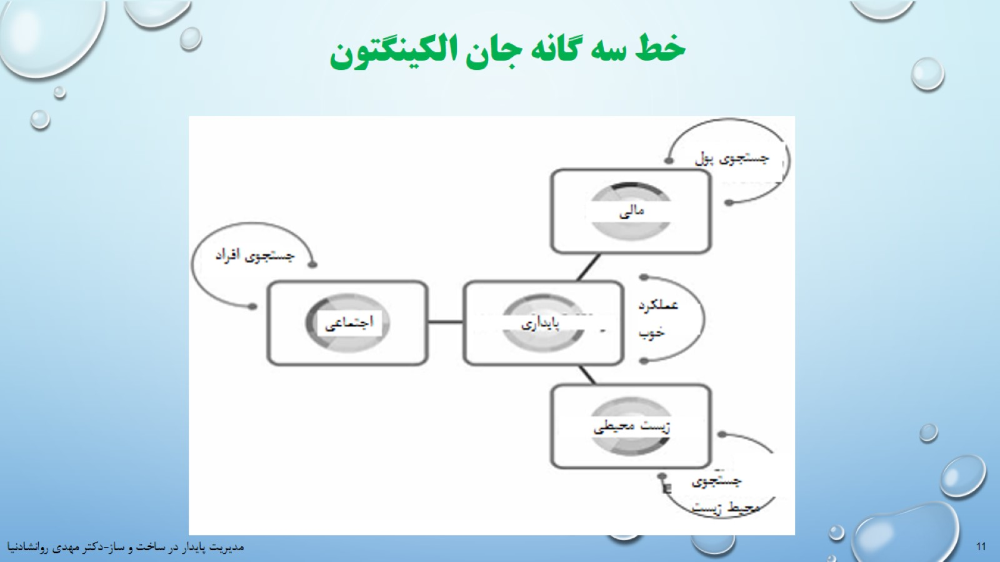 خط سه گانه جان الکینگتون
جستجوی پول
مالی
جستجوی افراد
اجتماعی
پایداری
عملکرد
خوب
زیست محیطی
جستجوی
E
محیط زیست
مدیریت پایدار در ساخت و ساز-دکتر مهدی روانشادنیا
11